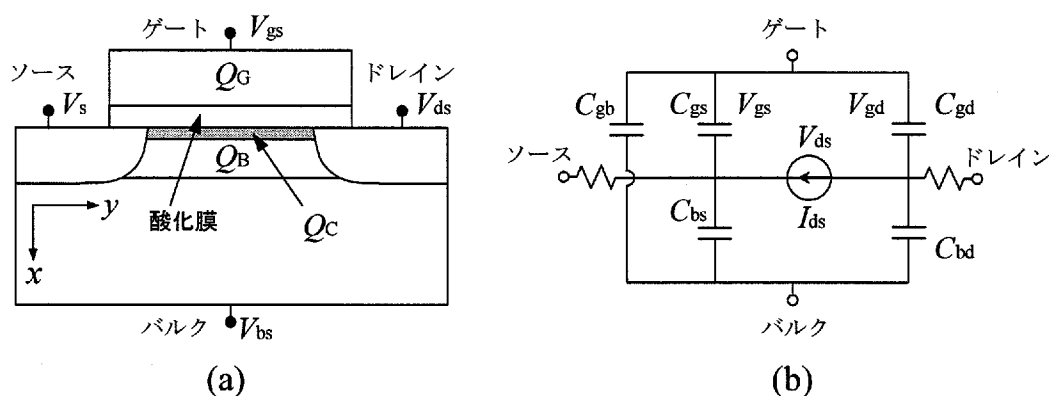 ゲート
Vgs
ソース
QG
ドレイン
Vs
Vds
QB
y
酸化膜
QC
x
バルク
Vbs
(a)
ゲート
Cgb
Cgs
Vgs
Vgd
Cgd
ソース
Vds
ドレイン
Cbs
Ids
Cbd
バルク
(b)